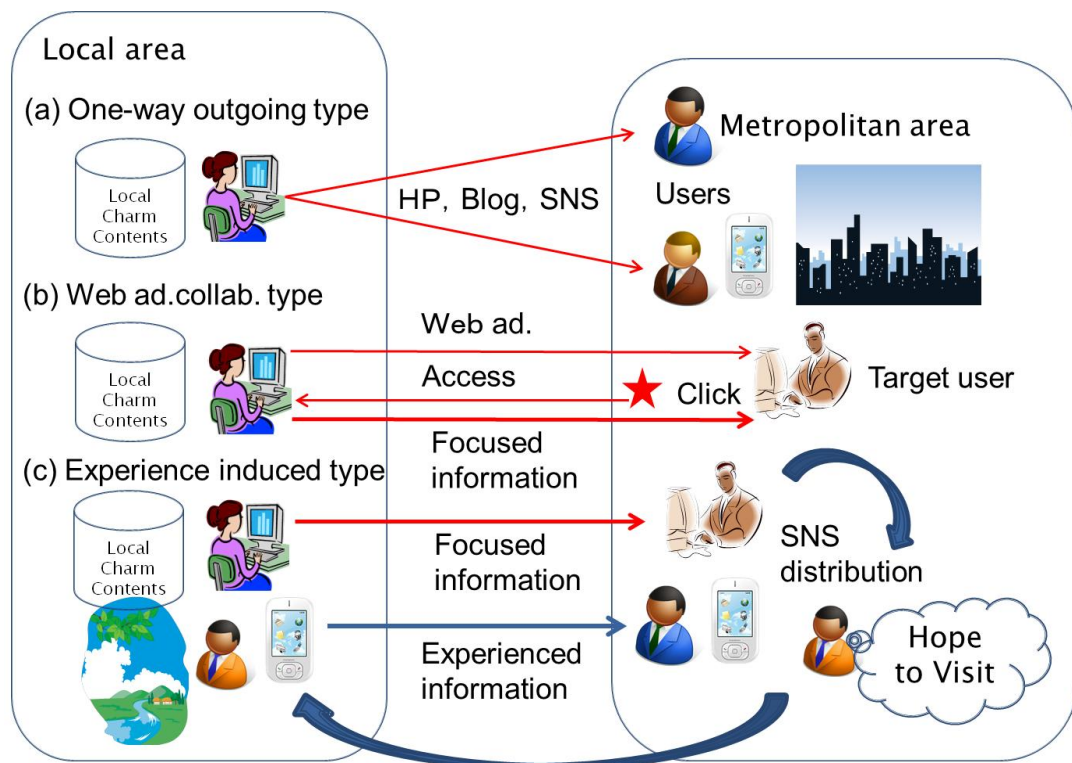 Local area
(a) One-way outgoing type
Local
Charm
Contents
HP, Blog, SNS
Metropolitan area
Users
(b) Web ad.collab. type
Local
Charm
Contents
Web ad.
Access
Click
Target user
Focused
information
(c) Experience induced type
Local
Charm
Contents
Focused
information
SNS
distribution
Experienced
information
Hope
to Visit